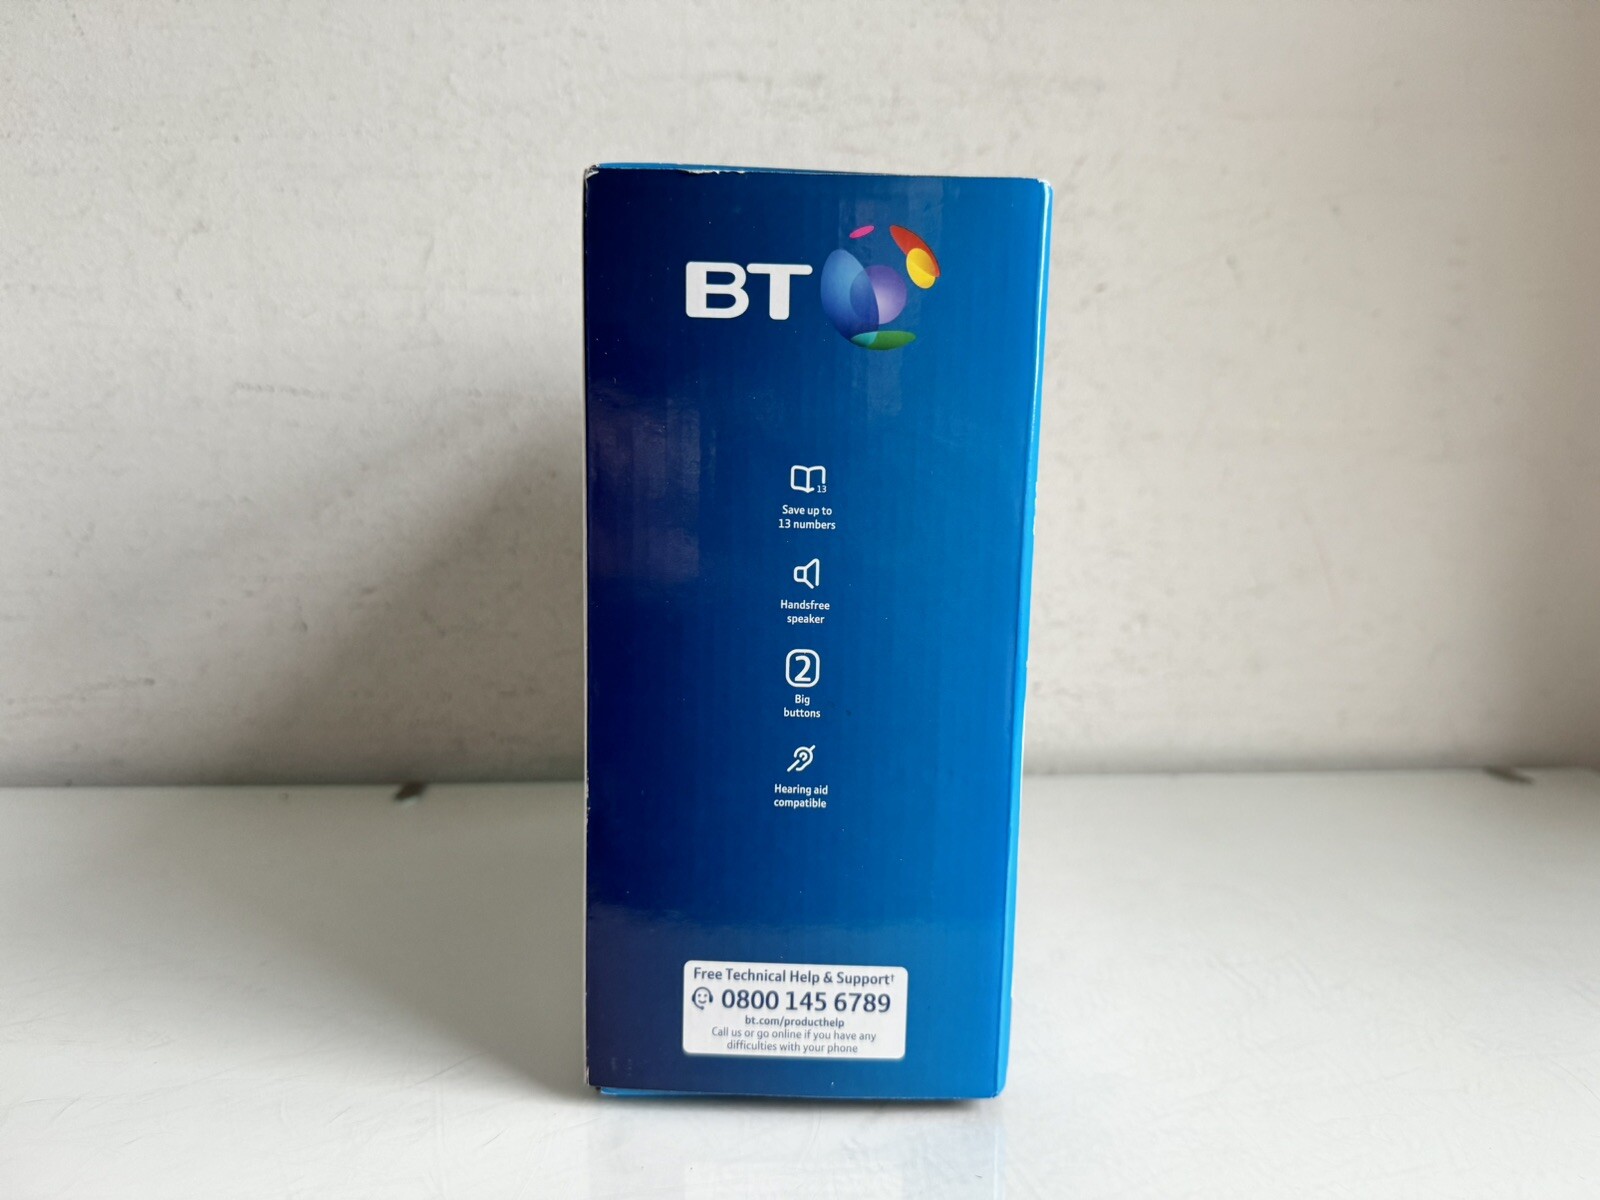 BT
13
Save up to
13 numbers
Handsfree
speaker
2
Big
buttons
Hearing aid
compatible
Free Technical Help & Support†
0800 145 6789
bt.com/producthelp
Call us or go online if you have any
difficulties with your phone